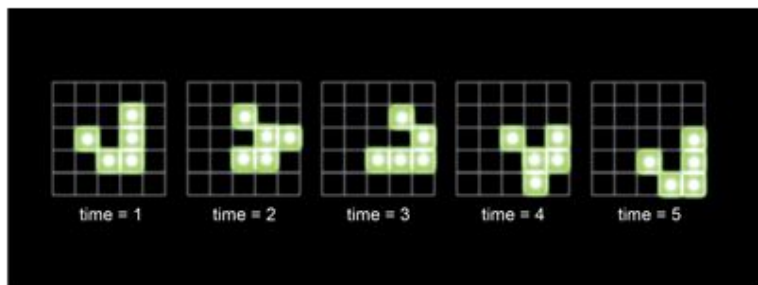 time = 1
time = 2
time = 3
time = 4
time = 5